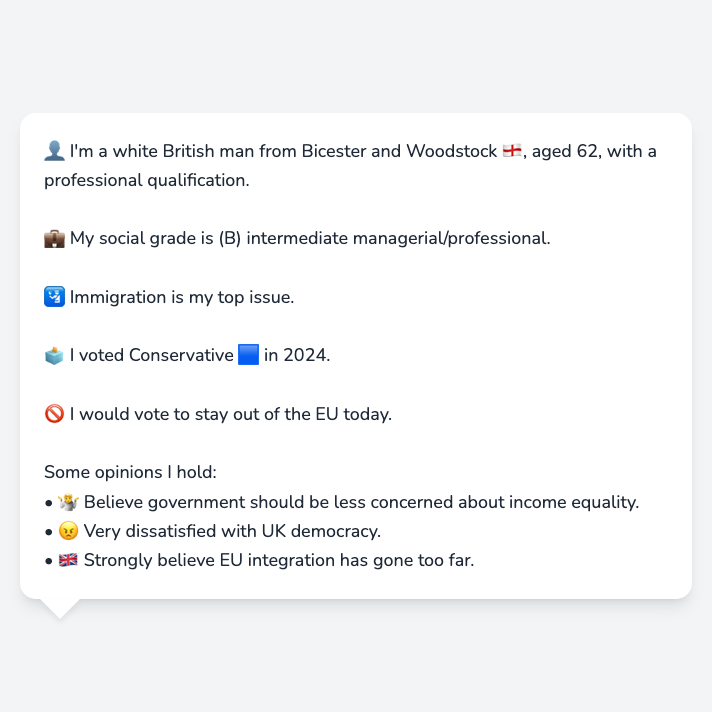 👤 I'm a white British man from Bicester and Woodstock 🏴󠁧󠁢󠁥󠁮󠁧󠁿, aged 62, with a
professional qualification.
💼 My social grade is (B) intermediate managerial/professional.
🛂 Immigration is my top issue.
🗳️ I voted Conservative 🟦 in 2024.
🚫 I would vote to stay out of the EU today.
Some opinions I hold:
• 🤷 Believe government should be less concerned about income equality.
• 😠 Very dissatisfied with UK democracy.
• 🇬🇧 Strongly believe EU integration has gone too far.